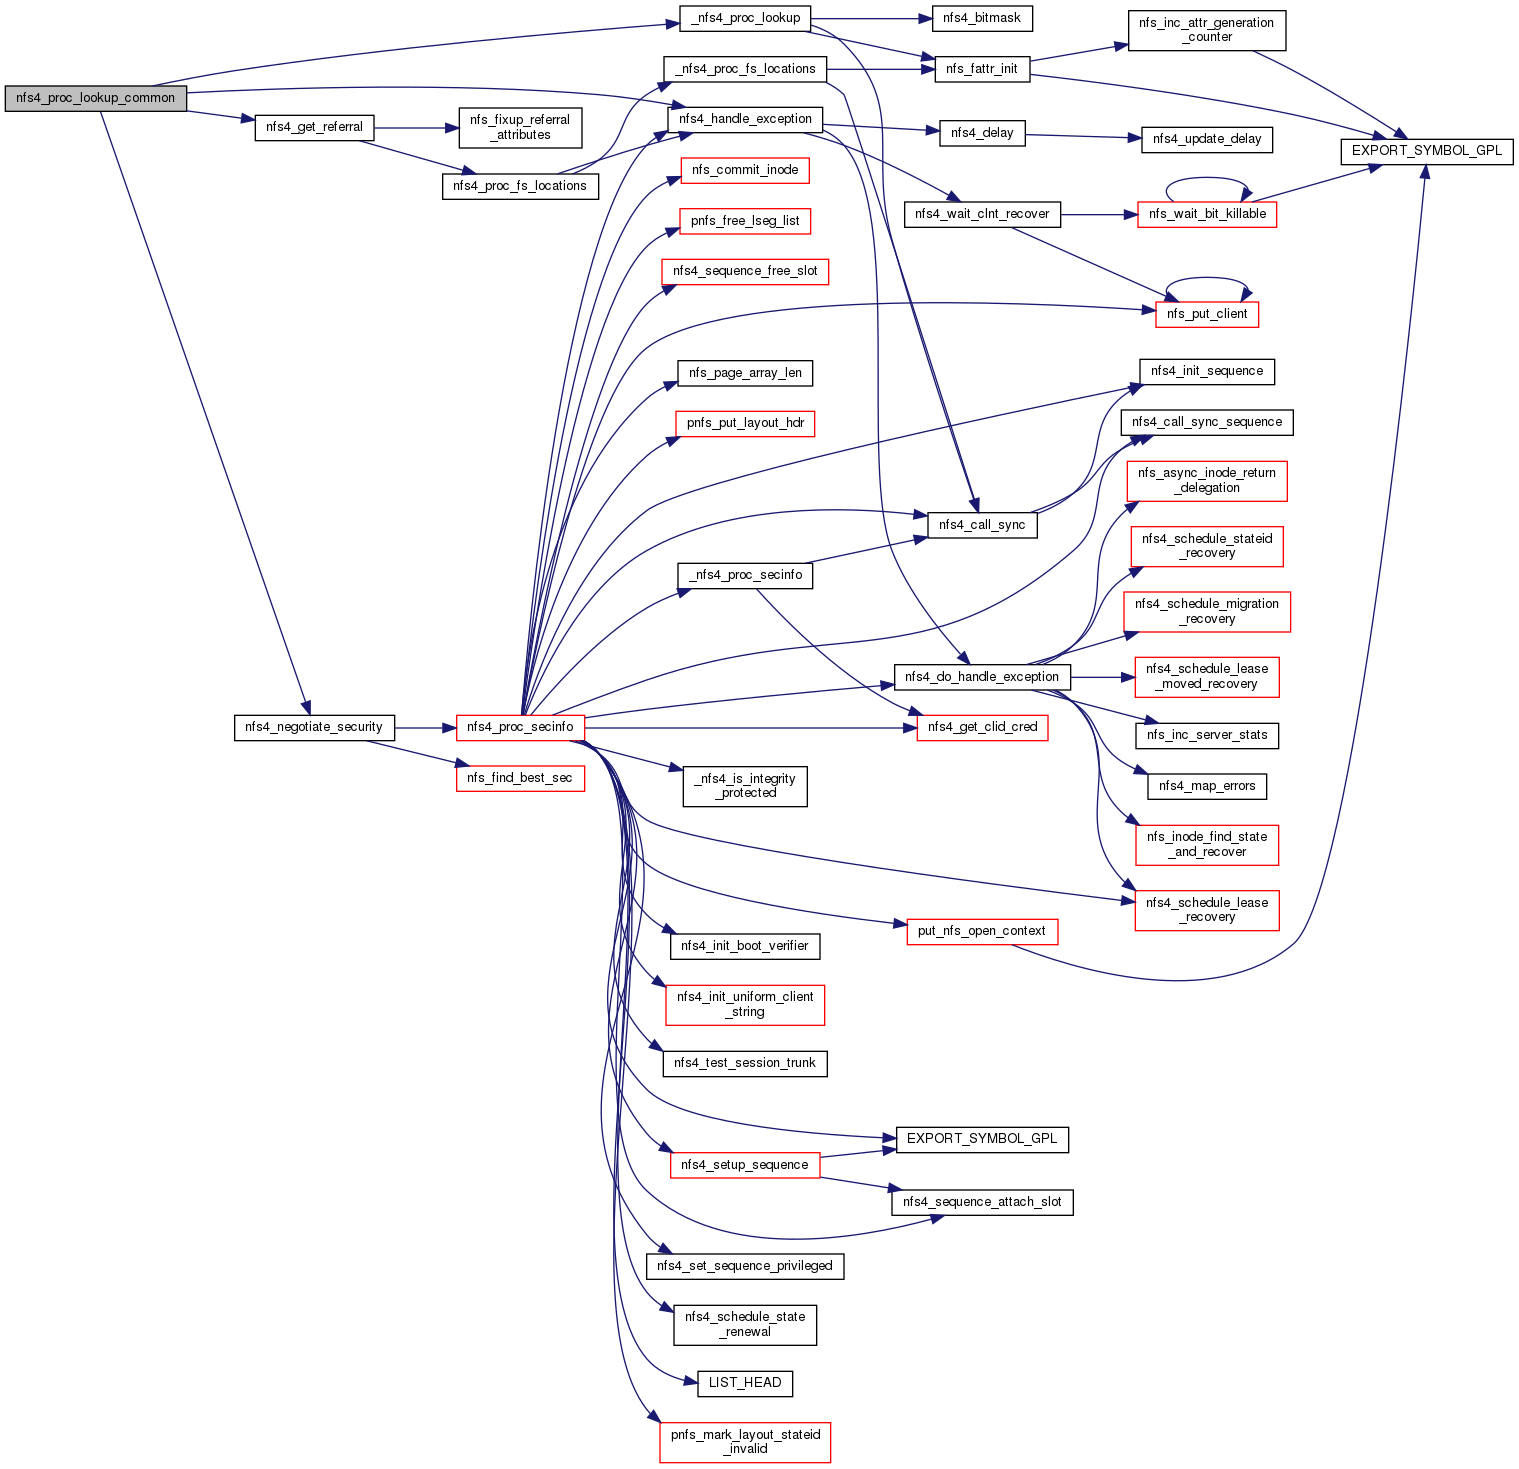 nfs4_proc_lookup_common
_nfs4_proc_lookup
nfs4_bitmask
nfs_inc_attr_generation
_counter
_nfs4_proc_fs_locations
nfs_fattr_init
nfs4_get_referral
nfs_fixup_referral
_attributes
nfs4_handle_exception
nfs4_delay
nfs4_update_delay
EXPORT_SYMBOL_GPL
nfs4_proc_fs_locations
nfs_commit_inode
pnfs_free_lseg_list
nfs4_wait_clnt_recover
nfs_wait_bit_killable
nfs4_sequence_free_slot
nfs_put_client
nfs_page_array_len
nfs4_init_sequence
pnfs_put_layout_hdr
nfs4_call_sync_sequence
nfs_async_inode_return
_delegation
nfs4_call_sync
nfs4_schedule_stateid
_recovery
_nfs4_proc_secinfo
nfs4_schedule_migration
_recovery
nfs4_do_handle_exception
nfs4_schedule_lease
_moved_recovery
nfs4_negotiate_security
nfs4_proc_secinfo
nfs4_get_clid_cred
nfs_inc_server_stats
nfs_find_best_sec
_nfs4_is_integrity
_protected
nfs4_map_errors
nfs_inode_find_state
_and_recover
nfs4_schedule_lease
_recovery
put_nfs_open_context
nfs4_init_boot_verifier
nfs4_init_uniform_client
_string
nfs4_test_session_trunk
EXPORT_SYMBOL_GPL
nfs4_setup_sequence
nfs4_sequence_attach_slot
nfs4_set_sequence_privileged
nfs4_schedule_state
_renewal
LIST_HEAD
pnfs_mark_layout_stateid
_invalid